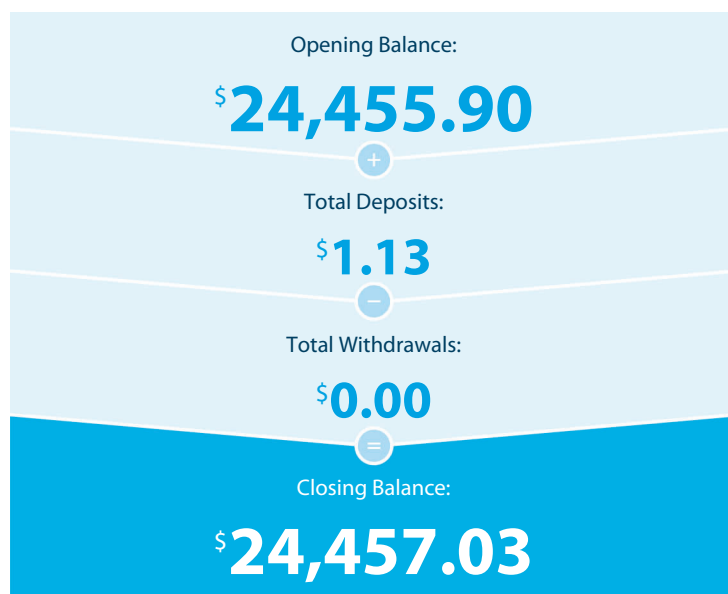 Opening Balance:
$24,455.90
+
Total Deposits:
$1.13
−
Total Withdrawals:
$0.00
=
Closing Balance:
$24,457.03